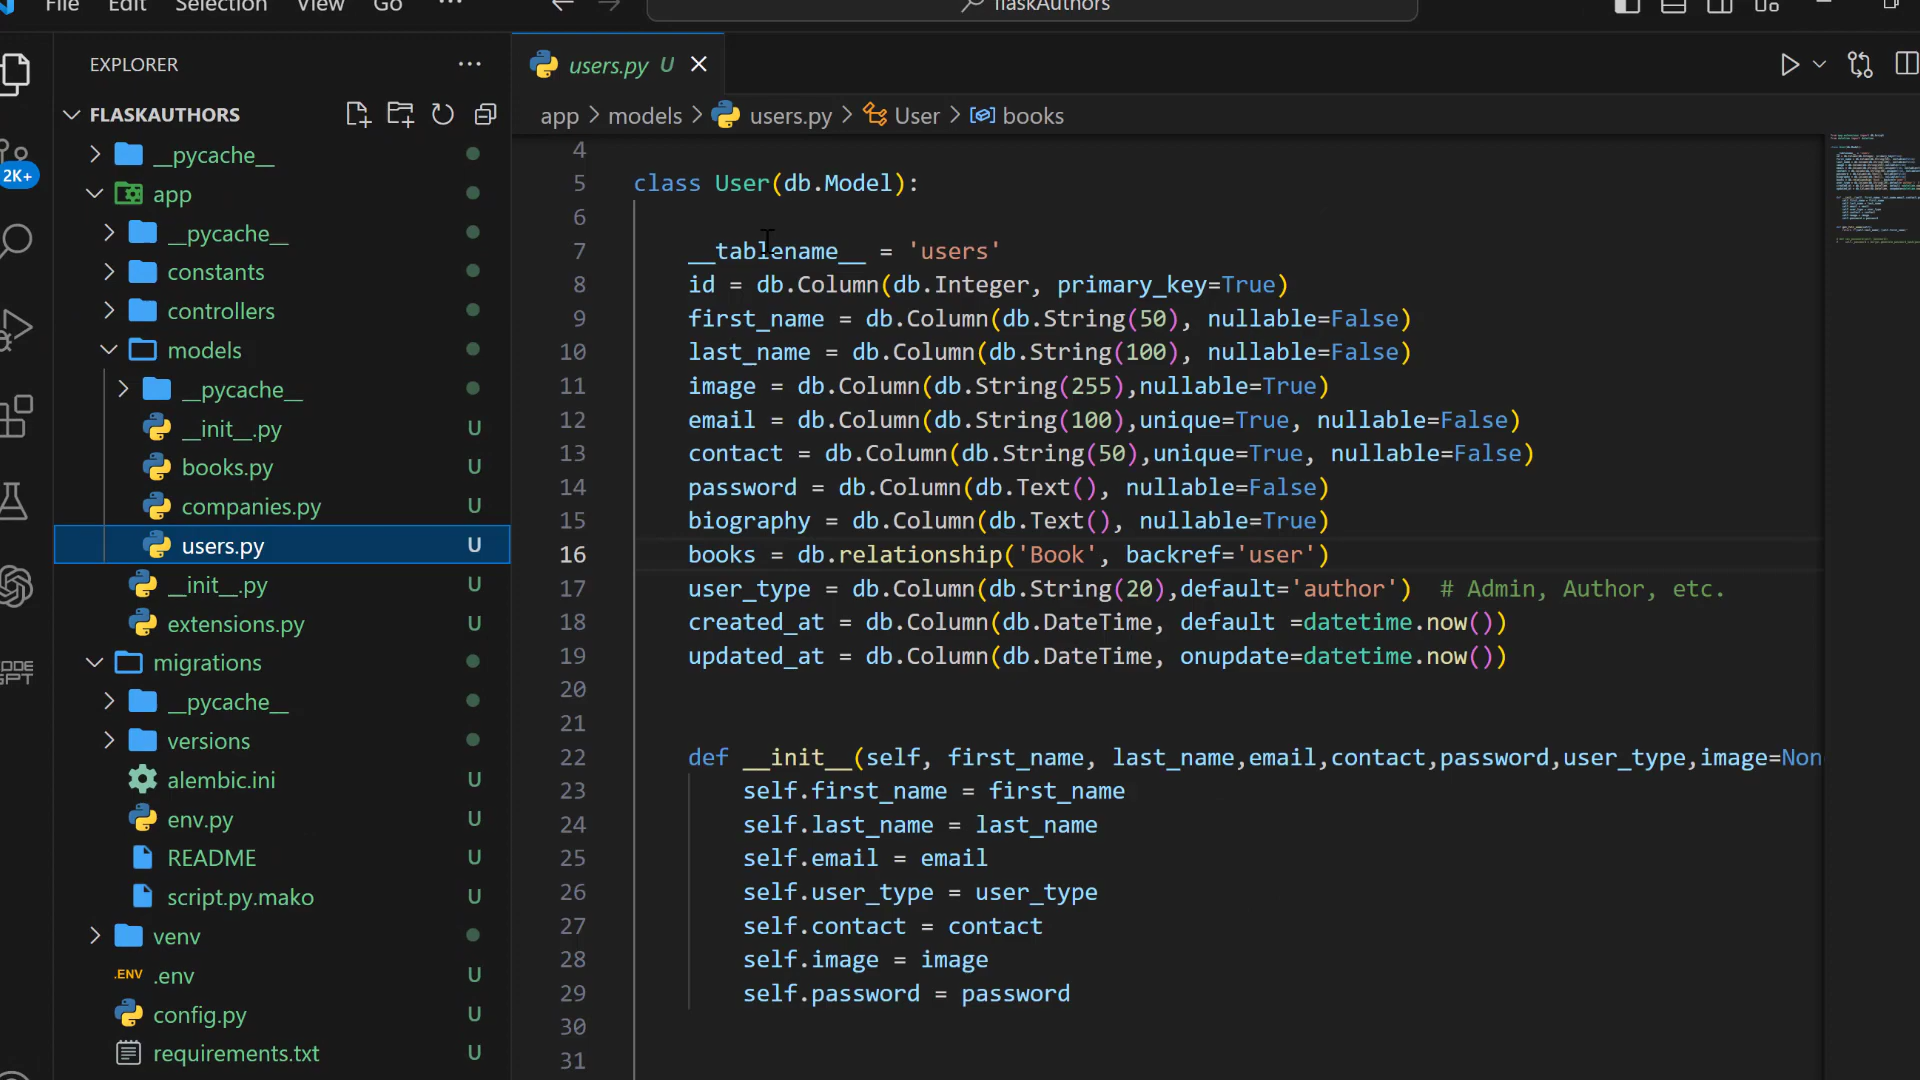 File Edit Selection View Go ···
flaskAuthors
EXPLORER
FLASKAUTHORS
2K+
__pycache__
app
__pycache__
constants
controllers
models
__pycache__
__init__.py U
books.py U
companies.py U
users.py U
__init__.py U
extensions.py U
migrations
__pycache__
versions
alembic.ini U
env.py U
README U
script.py.mako U
venv
.ENV .env U
config.py U
requirements.txt U
users.py U
app > models > users.py > User > books
4
5 class User(db.Model):
6
7 __tablename__ = 'users'
8 id = db.Column(db.Integer, primary_key=True)
9 first_name = db.Column(db.String(50), nullable=False)
10 last_name = db.Column(db.String(100), nullable=False)
11 image = db.Column(db.String(255),nullable=True)
12 email = db.Column(db.String(100),unique=True, nullable=False)
13 contact = db.Column(db.String(50),unique=True, nullable=False)
14 password = db.Column(db.Text(), nullable=False)
15 biography = db.Column(db.Text(), nullable=True)
16 books = db.relationship('Book', backref='user')
17 user_type = db.Column(db.String(20),default='author') # Admin, Author, etc.
18 created_at = db.Column(db.DateTime, default =datetime.now())
19 updated_at = db.Column(db.DateTime, onupdate=datetime.now())
20
21
22 def __init__(self, first_name, last_name,email,contact,password,user_type,image=Non
23 self.first_name = first_name
24 self.last_name = last_name
25 self.email = email
26 self.user_type = user_type
27 self.contact = contact
28 self.image = image
29 self.password = password
30
31